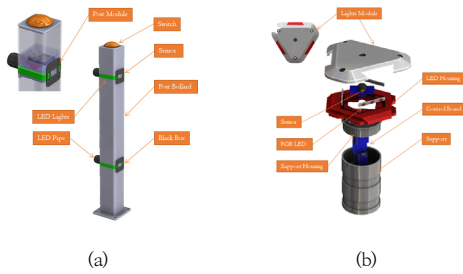 Post Module
Switch
Sensor
Post Bollard
LED Lights
LED Pipe
Black Box
(a)
Lights Module
LED Housing
Sensor
Control Board
RGB LED
Support
Support Housing
(b)